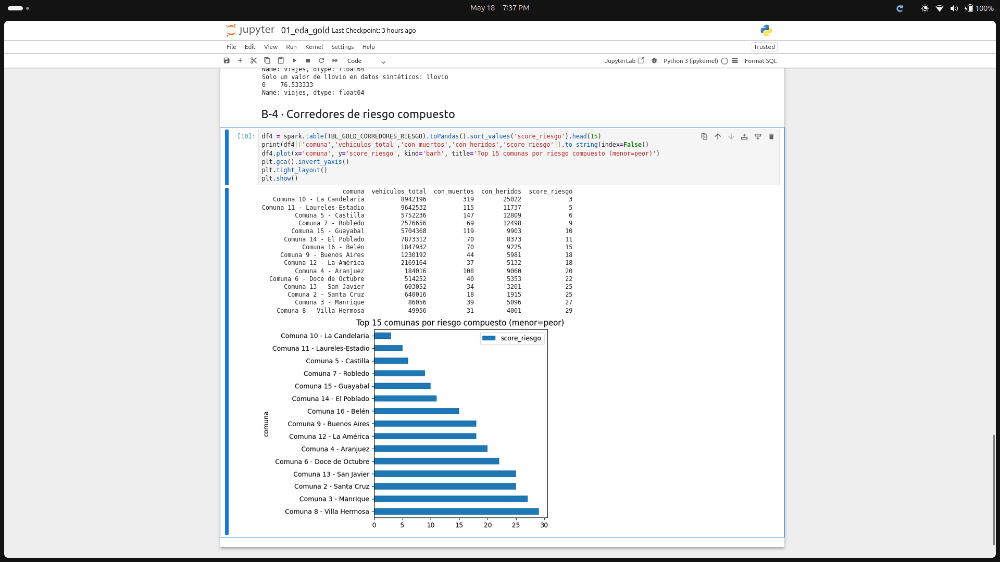 May 18 7:37 PM
100%
jupyter 01_eda_gold Last Checkpoint: 3 hours ago
File Edit View Run Kernel Settings Help
Trusted
Code
JupyterLab
Python 3 (ipykernel)
Format SQL
Name: viajes, dtype: float64
Solo un valor de llovio en datos sintéticos: llovio
0    76.533333
Name: viajes, dtype: float64
B-4 · Corredores de riesgo compuesto
[10]:
df4 = spark.table(TBL_GOLD_CORREDORES_RIESGO).toPandas().sort_values('score_riesgo').head(15)
print(df4[['comuna','vehiculos_total','con_muertos','con_heridos','score_riesgo']].to_string(index=False))
df4.plot(x='comuna', y='score_riesgo', kind='barh', title='Top 15 comunas por riesgo compuesto (menor=peor)')
plt.gca().invert_yaxis()
plt.tight_layout()
plt.show()
comuna vehiculos_total con_muertos con_heridos score_riesgo
Comuna 10 - La Candelaria 8942196 319 25022 3
Comuna 11 - Laureles-Estadio 9642532 115 11737 5
Comuna 5 - Castilla 5752236 147 12809 6
Comuna 7 - Robledo 2576656 69 12498 9
Comuna 15 - Guayabal 5704368 119 9903 10
Comuna 14 - El Poblado 7873312 70 8373 11
Comuna 16 - Belén 1847932 70 9225 15
Comuna 9 - Buenos Aires 1230192 44 5981 18
Comuna 12 - La América 2169164 37 5132 18
Comuna 4 - Aranjuez 184016 108 9060 20
Comuna 6 - Doce de Octubre 514252 40 5353 22
Comuna 13 - San Javier 603052 34 3201 25
Comuna 2 - Santa Cruz 640016 18 1915 25
Comuna 3 - Manrique 86056 39 5096 27
Comuna 8 - Villa Hermosa 49956 31 4001 29
Top 15 comunas por riesgo compuesto (menor=peor)
score_riesgo
comuna
Comuna 10 - La Candelaria
Comuna 11 - Laureles-Estadio
Comuna 5 - Castilla
Comuna 7 - Robledo
Comuna 15 - Guayabal
Comuna 14 - El Poblado
Comuna 16 - Belén
Comuna 9 - Buenos Aires
Comuna 12 - La América
Comuna 4 - Aranjuez
Comuna 6 - Doce de Octubre
Comuna 13 - San Javier
Comuna 2 - Santa Cruz
Comuna 3 - Manrique
Comuna 8 - Villa Hermosa
0 5 10 15 20 25 30